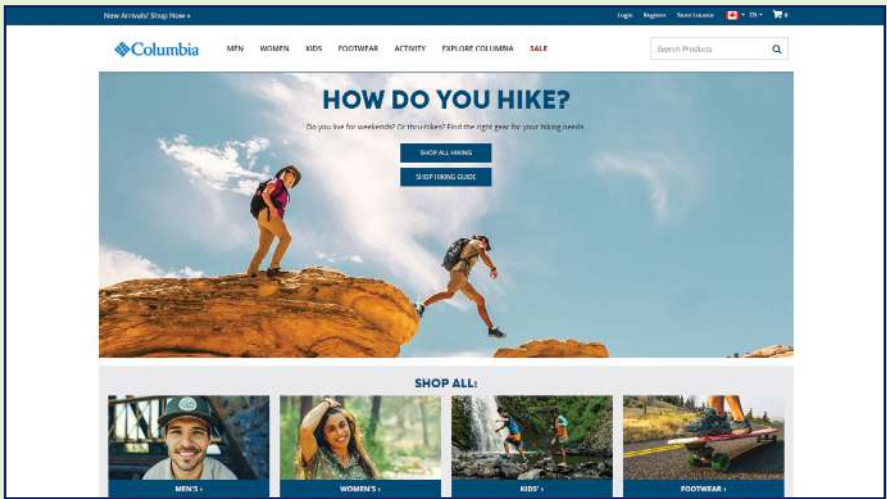 New Arrivals! Shop Now »
Login Register Store Locator EN 0
Columbia
MEN WOMEN KIDS FOOTWEAR ACTIVITY EXPLORE COLUMBIA SALE
Search Products
HOW DO YOU HIKE?
Do you live for weekends? Or thru-hikes? Find the right gear for your hiking needs.
SHOP ALL HIKING
SHOP HIKING GUIDE
SHOP ALL:
MEN'S ›
WOMEN'S ›
KIDS' ›
FOOTWEAR ›